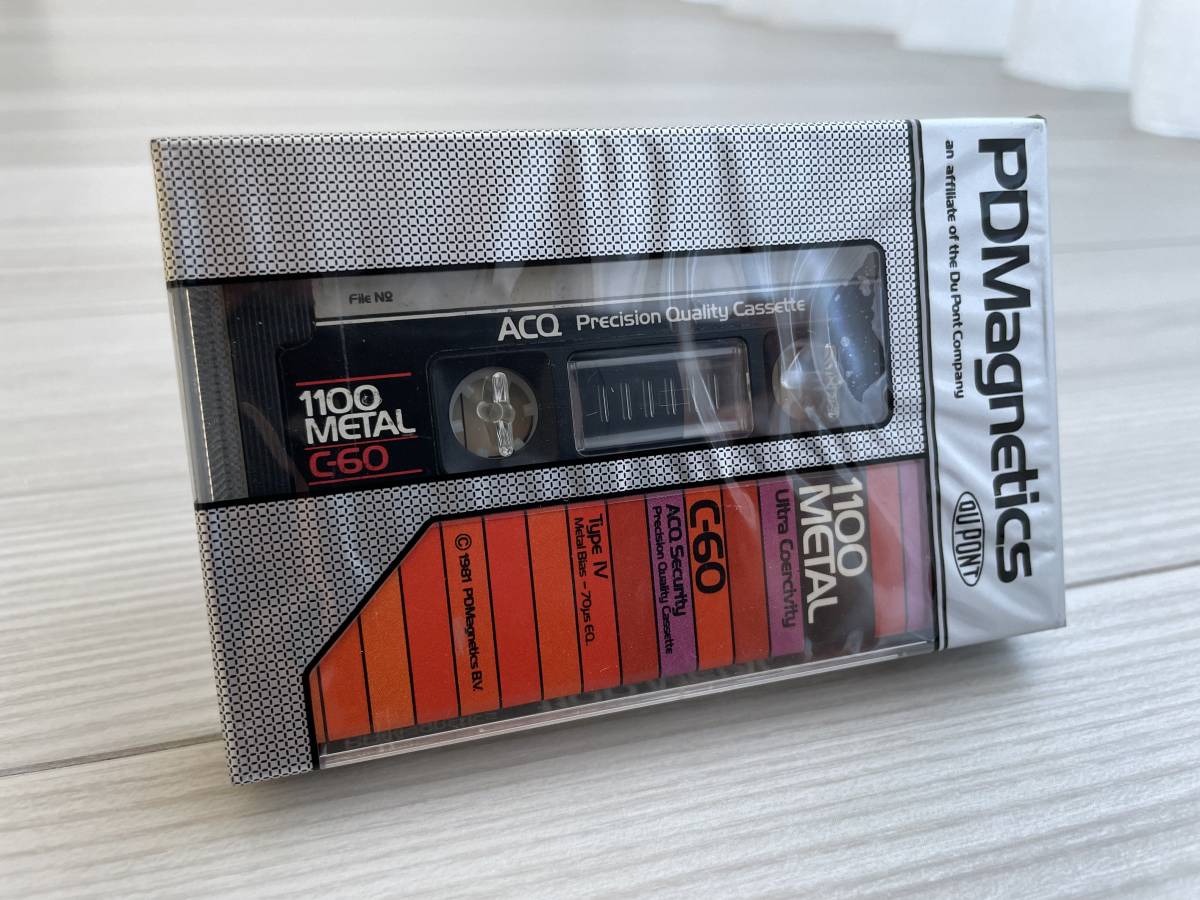 PDMagnetics
an affiliate of the Du Pont Company
DU PONT
File Nº
ACQ Precision Quality Cassette
1100
METAL
C-60
1100
METAL
Ultra Coercivity
C-60
ACQ Security
Precision Quality Cassette
Type IV
Metal Bias - 70µs EQ.
© 1981 PDMagnetics B.V.